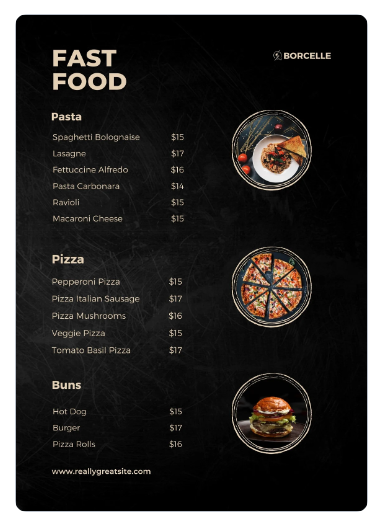 FAST
FOOD
BORCELLE
Pasta
Spaghetti Bolognaise $15
Lasagne $17
Fettuccine Alfredo $16
Pasta Carbonara $14
Ravioli $15
Macaroni Cheese $15
Pizza
Pepperoni Pizza $15
Pizza Italian Sausage $17
Pizza Mushrooms $16
Veggie Pizza $15
Tomato Basil Pizza $17
Buns
Hot Dog $15
Burger $17
Pizza Rolls $16
www.reallygreatsite.com